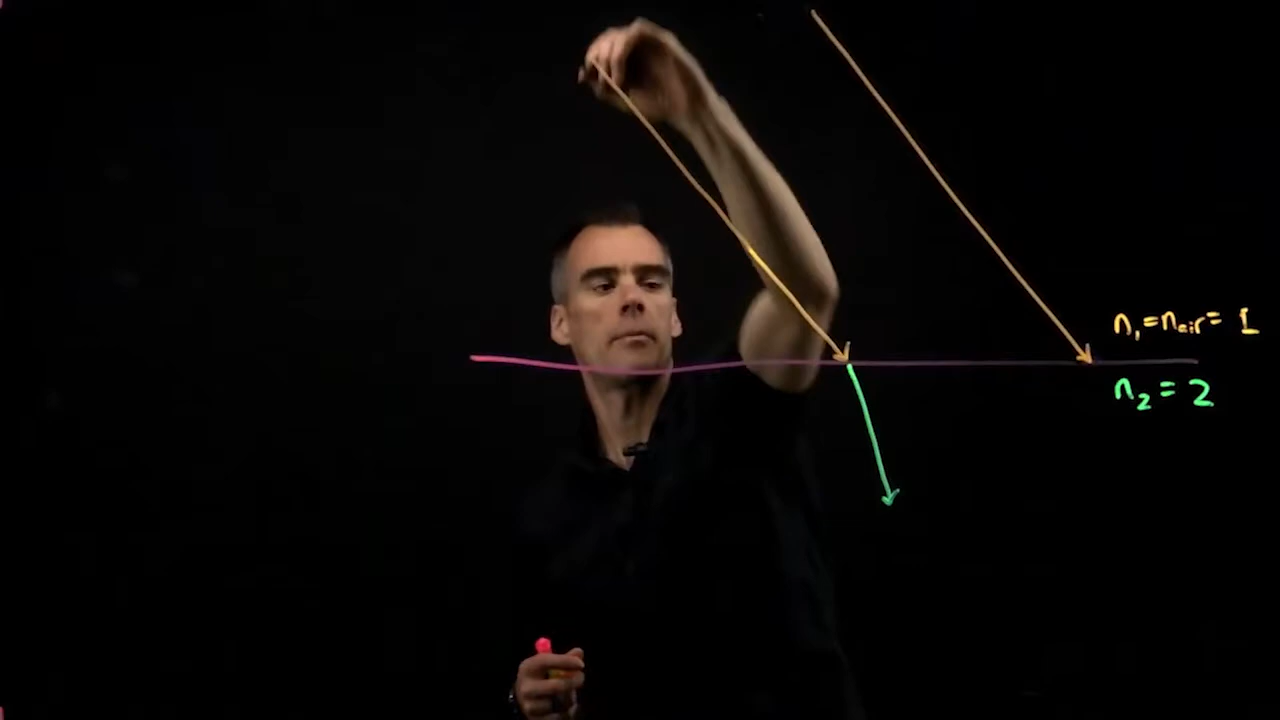 n₁=nₐᵢᵣ= 1
n₂ = 2